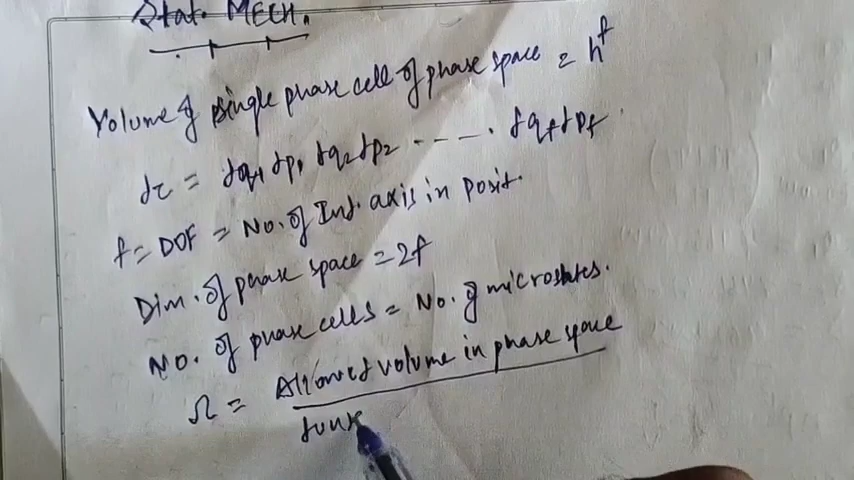 Stat. MECH.
Volume of single phase cell of phase space = h^f
dτ = dq1 dp1 dq2 dp2 - - - - . dqf dpf
f = DOF = No. of Ind. axis in posit.
Dim. of phase space = 2f
No. of phase cells = No. of microstates.
Ω = Allowed volume in phase space